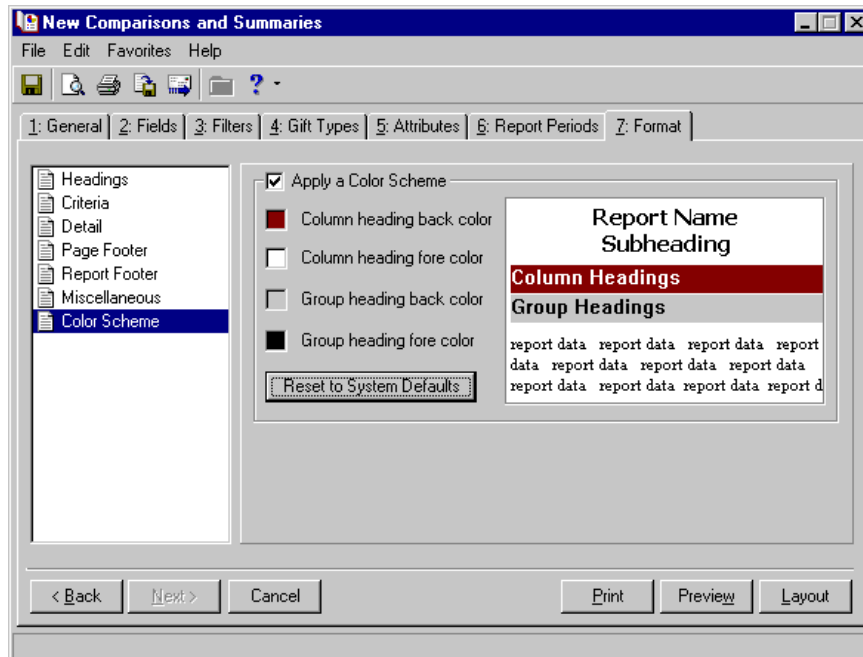 New Comparisons and Summaries
File Edit Favorites Help
1: General 2: Fields 3: Filters 4: Gift Types 5: Attributes 6: Report Periods 7: Format
Headings
Criteria
Detail
Page Footer
Report Footer
Miscellaneous
Color Scheme
Apply a Color Scheme
Column heading back color
Column heading fore color
Group heading back color
Group heading fore color
Reset to System Defaults
Report Name
Subheading
Column Headings
Group Headings
report data report data report data report
data report data report data report data
report data report data report data report d
< Back Next > Cancel Print Preview Layout